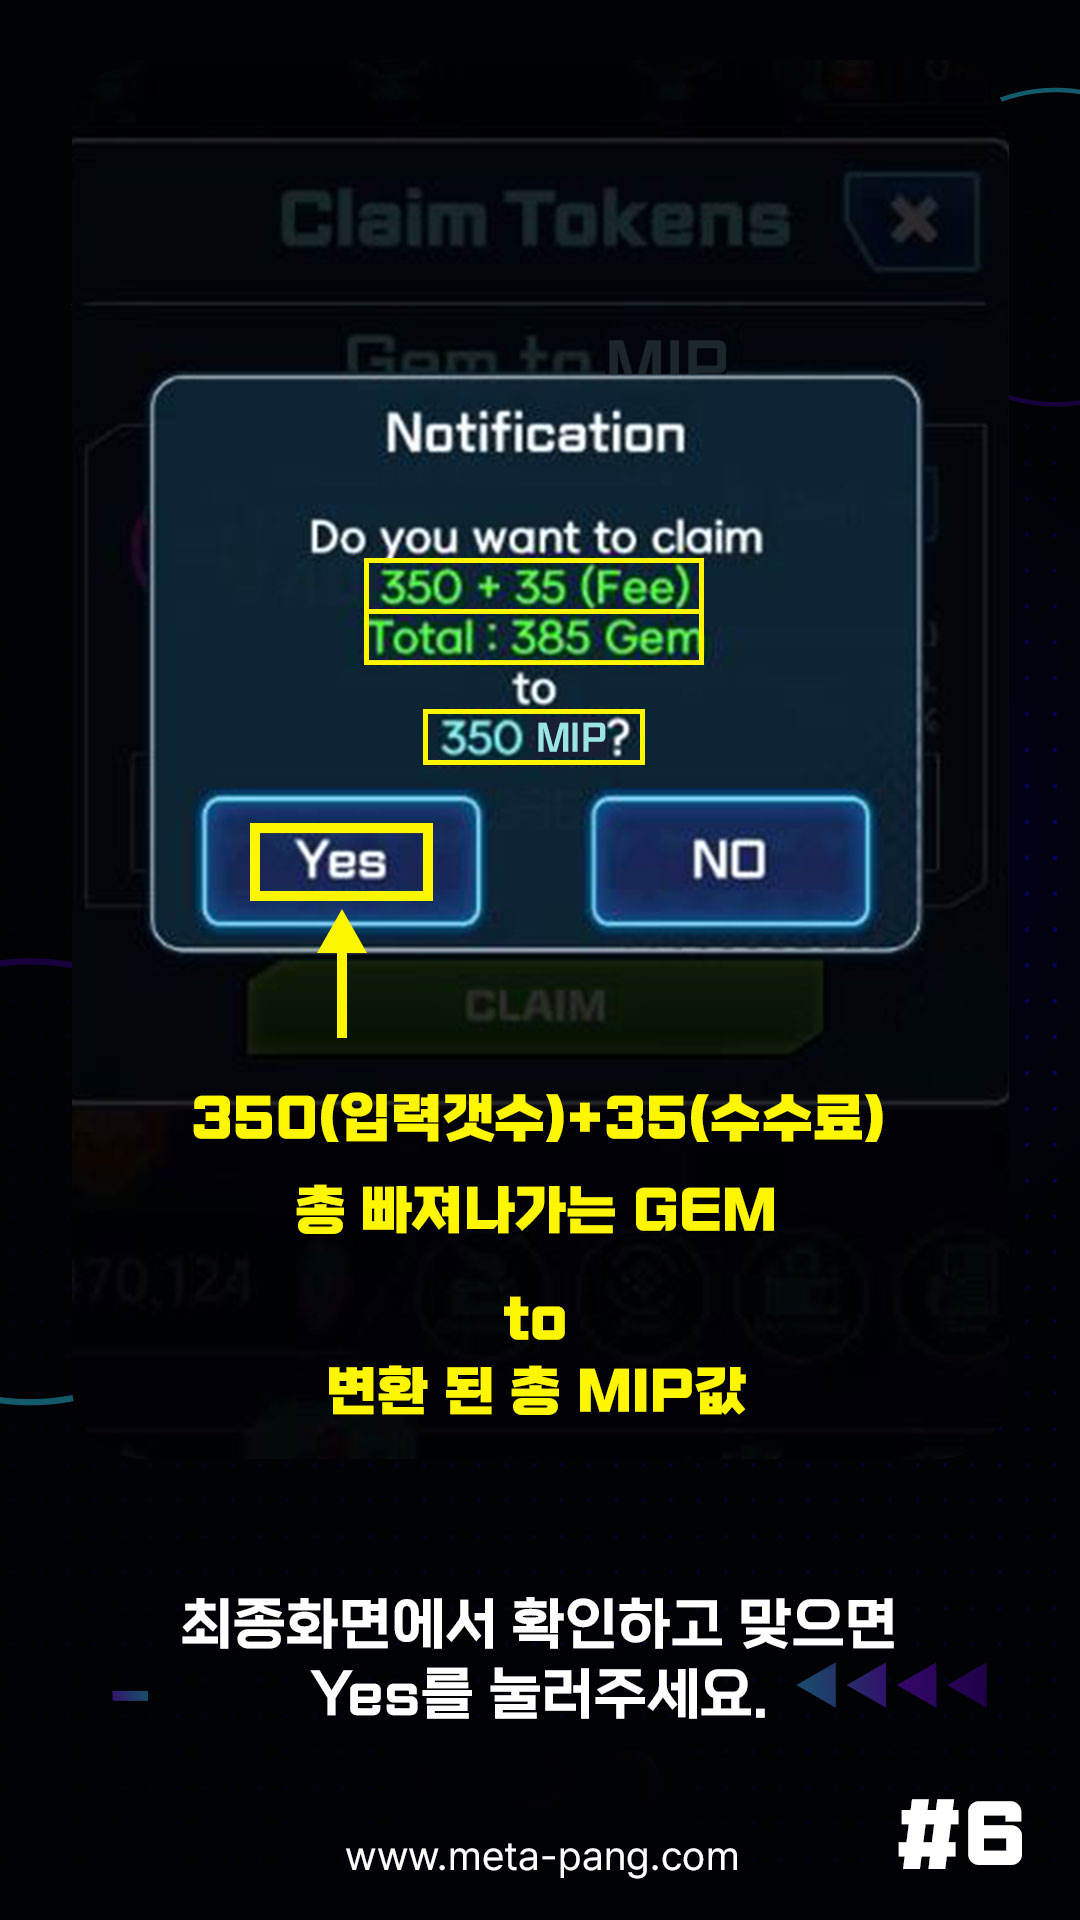 Claim Tokens
Gem to MIP
Notification
Do you want to claim
350 + 35 (Fee)
Total : 385 Gem
to
350 MIP?
Yes
NO
CLAIM
350(입력갯수)+35(수수료)
총 빠져나가는 GEM
70,124
to
변환 된 총 MIP값
최종화면에서 확인하고 맞으면
Yes를 눌러주세요.
#6
www.meta-pang.com